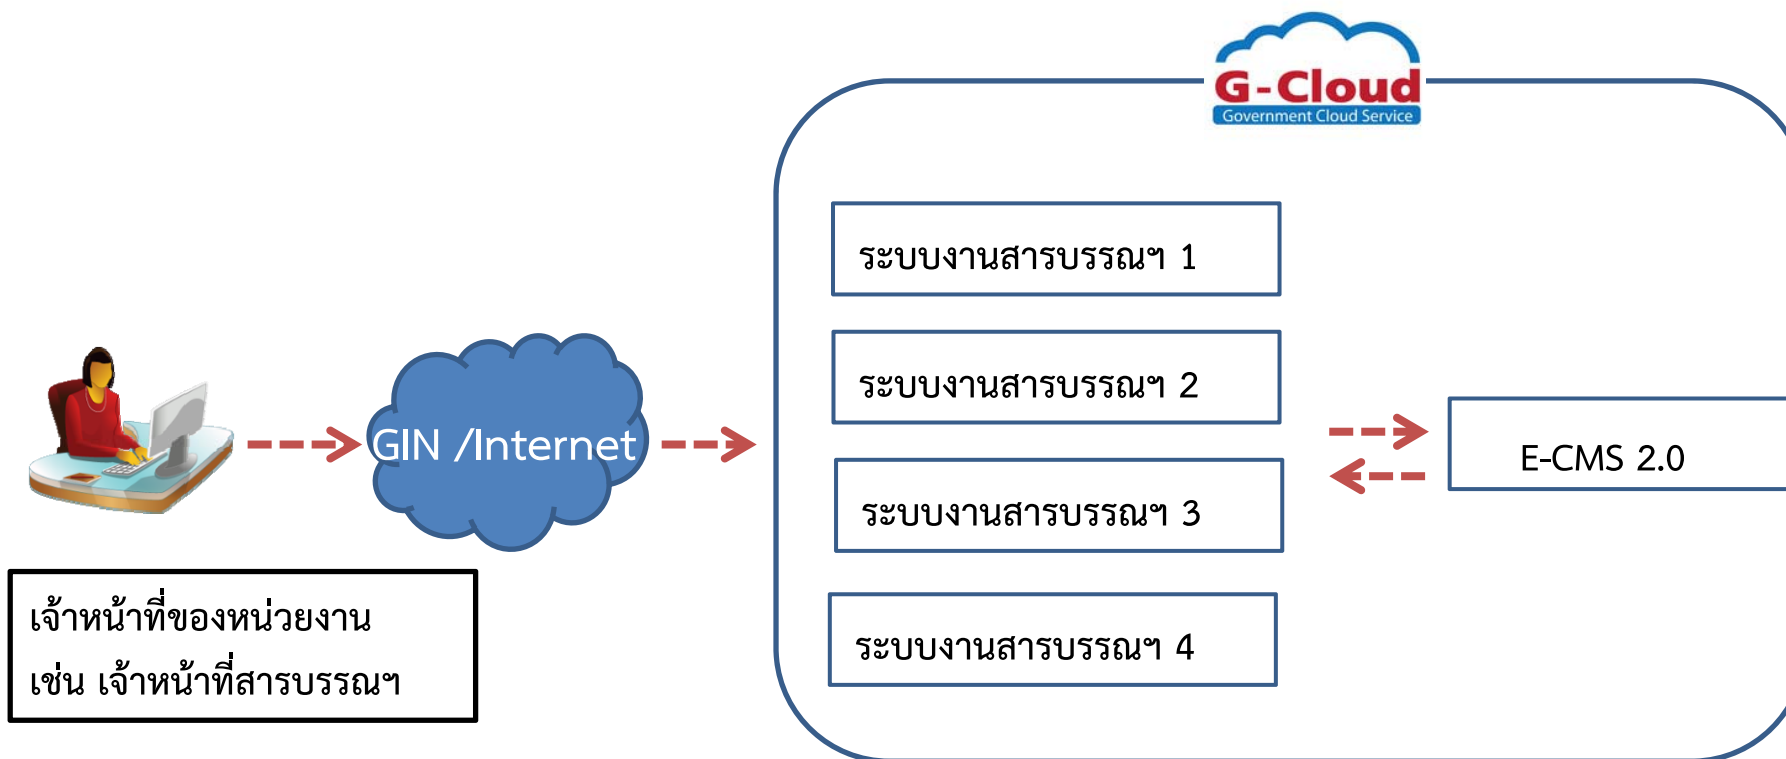 G-Cloud
Government Cloud Service
ระบบงานสารบรรณฯ 1
ระบบงานสารบรรณฯ 2
ระบบงานสารบรรณฯ 3
ระบบงานสารบรรณฯ 4
GIN /Internet
E-CMS 2.0
เจ้าหน้าที่ของหน่วยงาน
เช่น เจ้าหน้าที่สารบรรณฯ